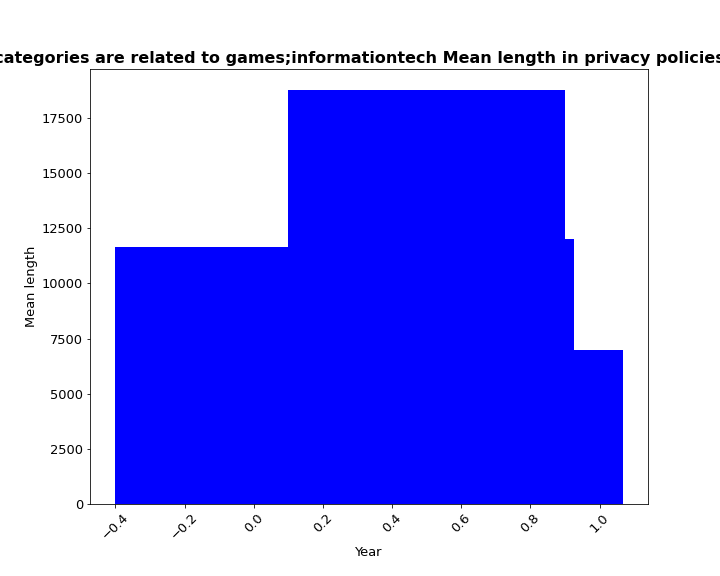 categories are related to games;informationtech Mean length in privacy policies
17500
15000
12500
10000
7500
5000
2500
0
Mean length
−0.4 −0.2 0.0 0.2 0.4 0.6 0.8 1.0
Year